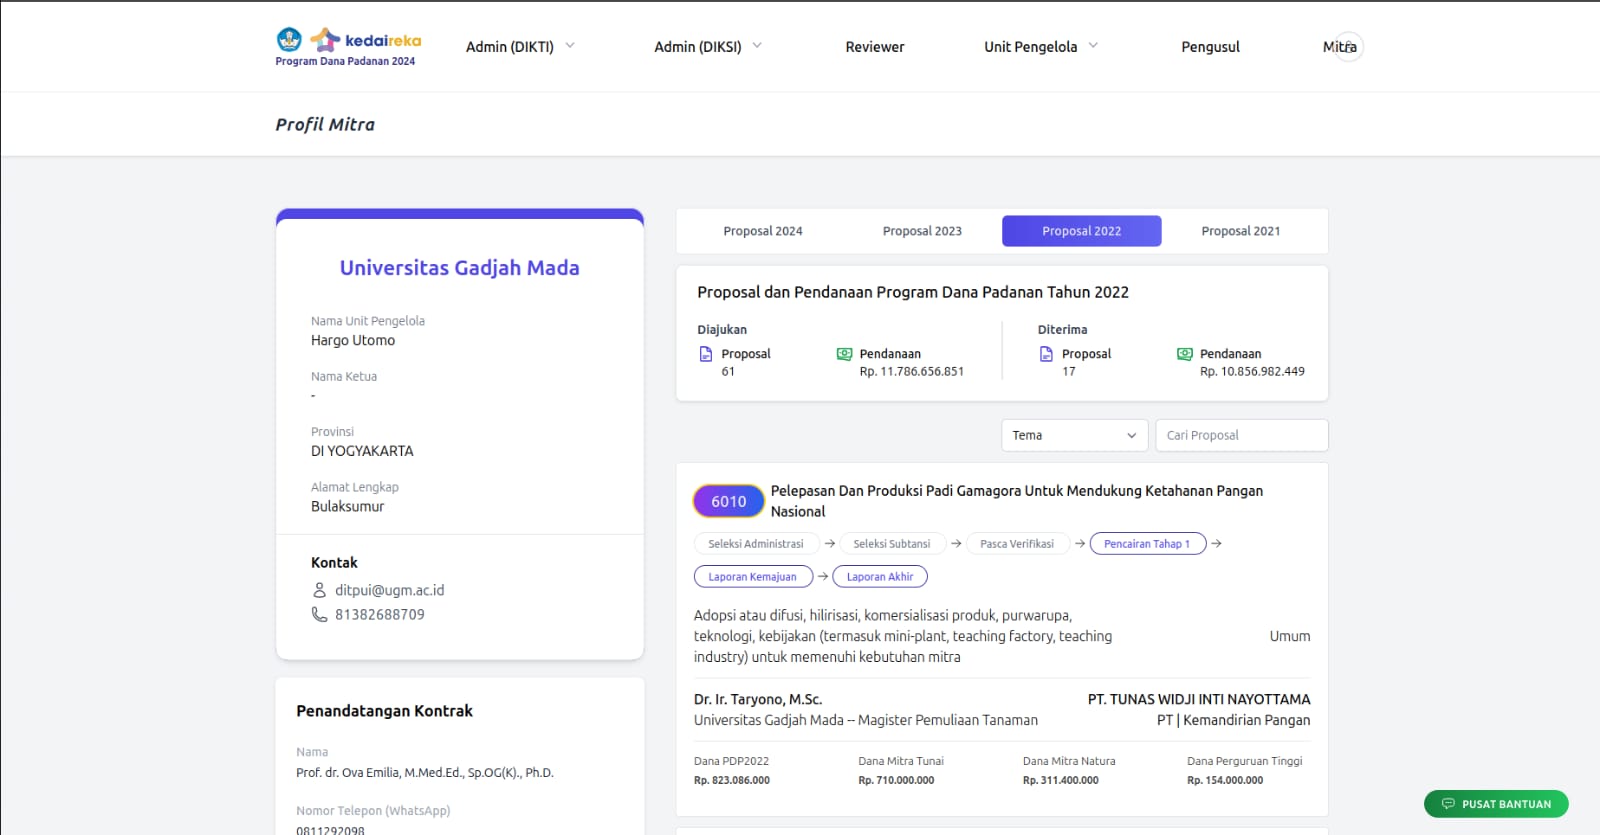 kedaireka
Program Dana Padanan 2024
Admin (DIKTI)
Admin (DIKSI)
Reviewer
Unit Pengelola
Pengusul
Mitra
Profil Mitra
Universitas Gadjah Mada
Nama Unit Pengelola
Hargo Utomo
Nama Ketua
-
Provinsi
DI YOGYAKARTA
Alamat Lengkap
Bulaksumur
Kontak
ditpui@ugm.ac.id
81382688709
Penandatangan Kontrak
Nama
Prof. dr. Ova Emilia, M.Med.Ed., Sp.OG(K)., Ph.D.
Nomor Telepon (WhatsApp)
0811292098
Proposal 2024
Proposal 2023
Proposal 2022
Proposal 2021
Proposal dan Pendanaan Program Dana Padanan Tahun 2022
Diajukan
Proposal
61
Pendanaan
Rp. 11.786.656.851
Diterima
Proposal
17
Pendanaan
Rp. 10.856.982.449
Tema
Cari Proposal
6010
Pelepasan Dan Produksi Padi Gamagora Untuk Mendukung Ketahanan Pangan
Nasional
Seleksi Administrasi → Seleksi Subtansi → Pasca Verifikasi → Pencairan Tahap 1 →
Laporan Kemajuan → Laporan Akhir
Adopsi atau difusi, hilirisasi, komersialisasi produk, purwarupa,
teknologi, kebijakan (termasuk mini-plant, teaching factory, teaching
industry) untuk memenuhi kebutuhan mitra
Umum
Dr. Ir. Taryono, M.Sc.
Universitas Gadjah Mada -- Magister Pemuliaan Tanaman
PT. TUNAS WIDJI INTI NAYOTTAMA
PT | Kemandirian Pangan
Dana PDP2022
Rp. 823.086.000
Dana Mitra Tunai
Rp. 710.000.000
Dana Mitra Natura
Rp. 311.400.000
Dana Perguruan Tinggi
Rp. 154.000.000
PUSAT BANTUAN